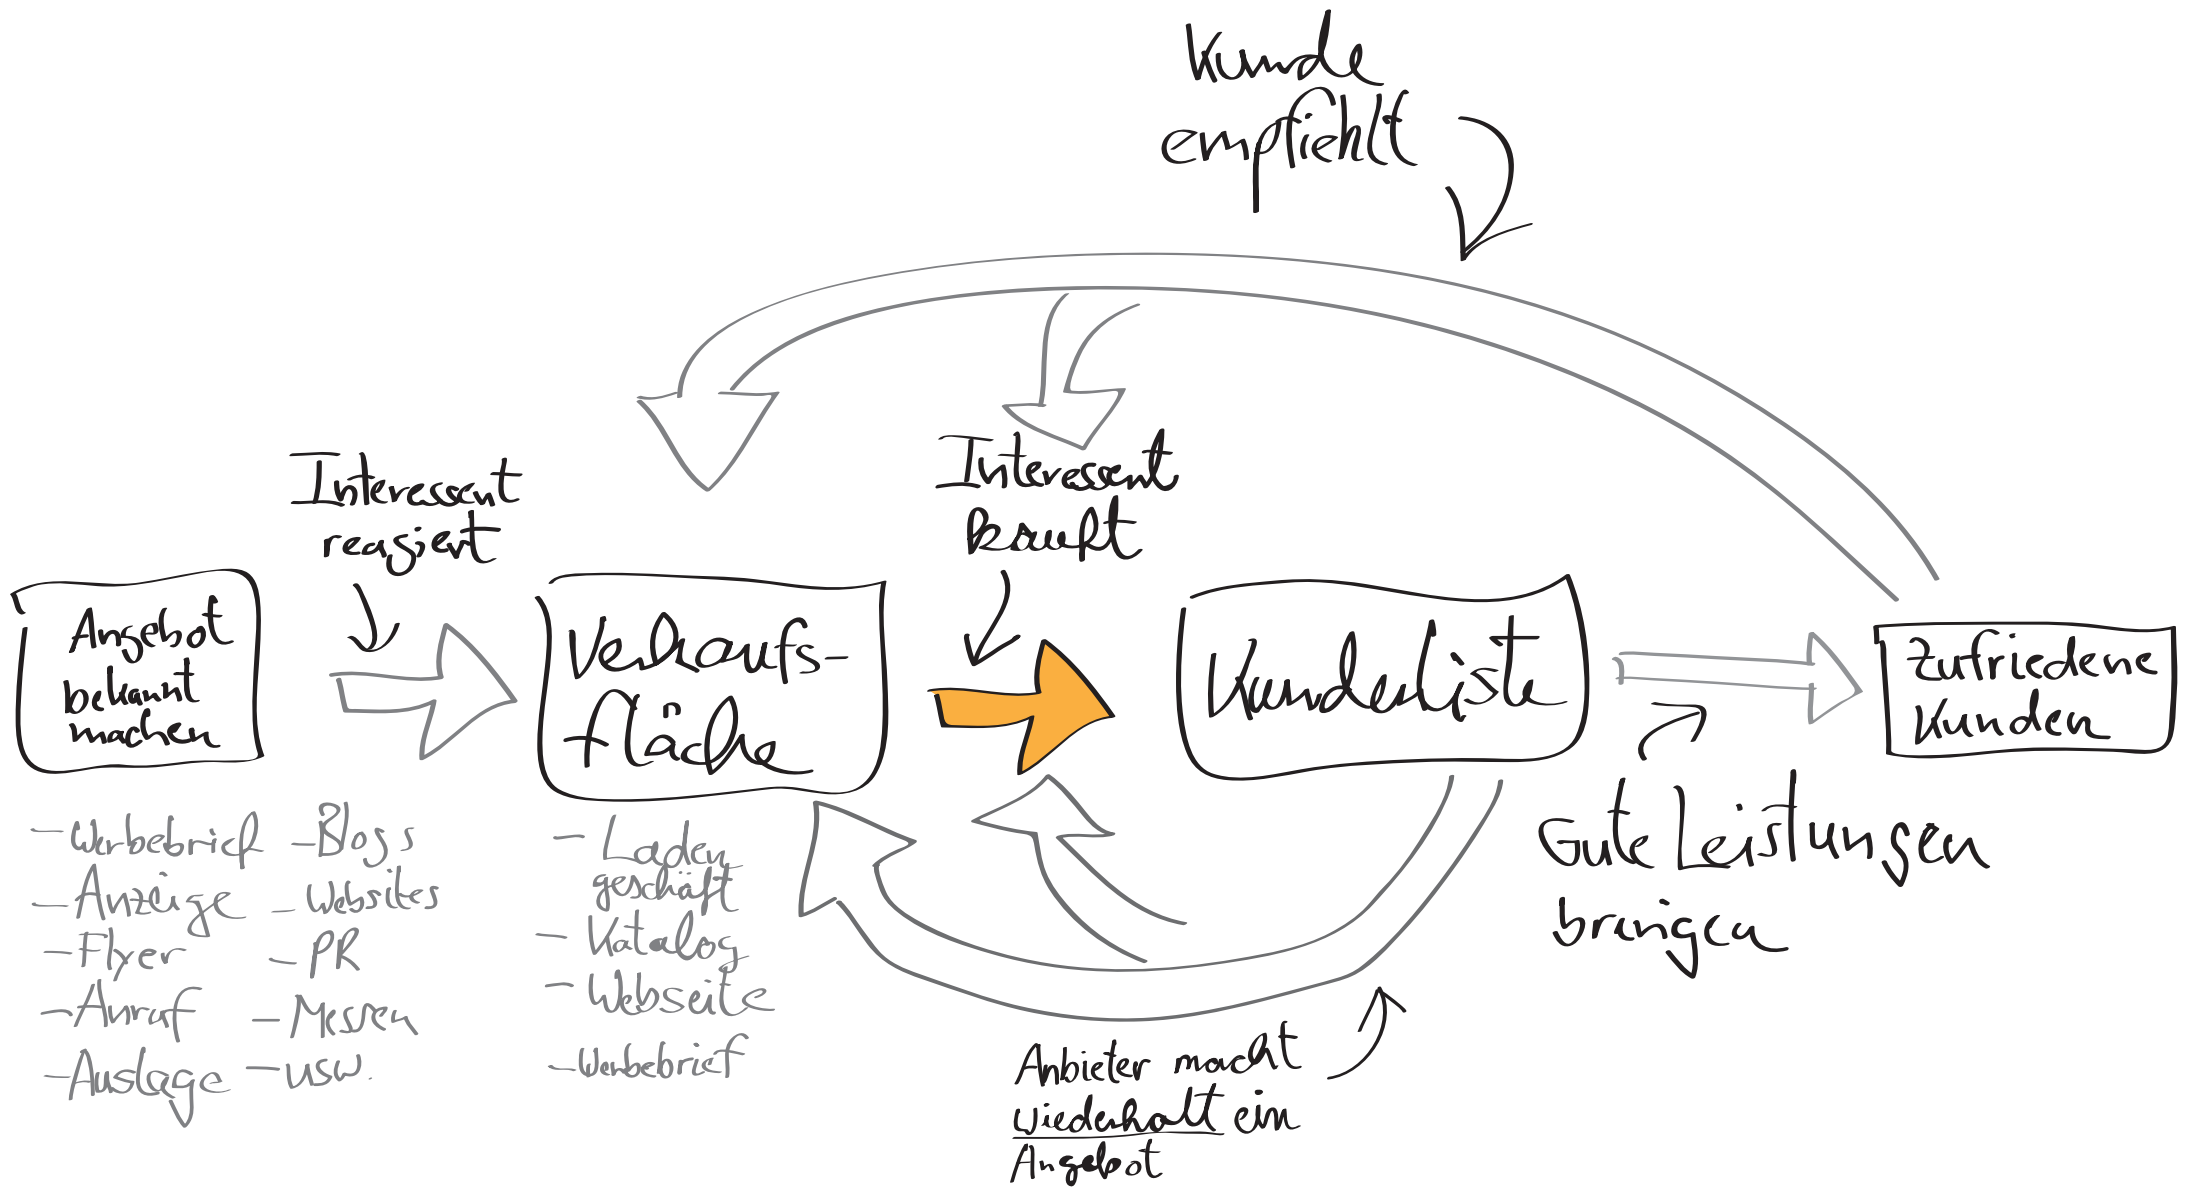 Kunde
empfiehlt
Interessent
reagiert
Interessent
kauft
Angebot
bekannt
machen
Verkaufs-
fläche
Kundenliste
Zufriedene
Kunden
- Werbebrief
- Anzeige
- Flyer
- Anruf
- Auslage
- Blogs
- Websites
- PR
- Messen
- usw.
- Laden
geschäft
- Katalog
- Webseite
- Werbebrief
Gute Leistungen
bringen
Anbieter macht
wiederholt ein
Angebot